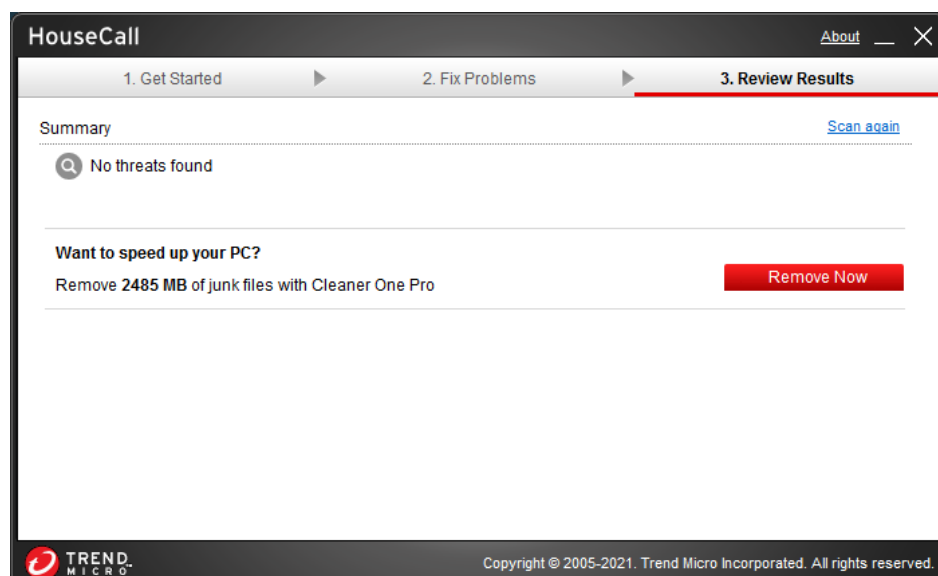 HouseCall
About
1. Get Started
2. Fix Problems
3. Review Results
Summary
Scan again
No threats found
Want to speed up your PC?
Remove 2485 MB of junk files with Cleaner One Pro
Remove Now
TREND
MICRO
Copyright © 2005-2021. Trend Micro Incorporated. All rights reserved.